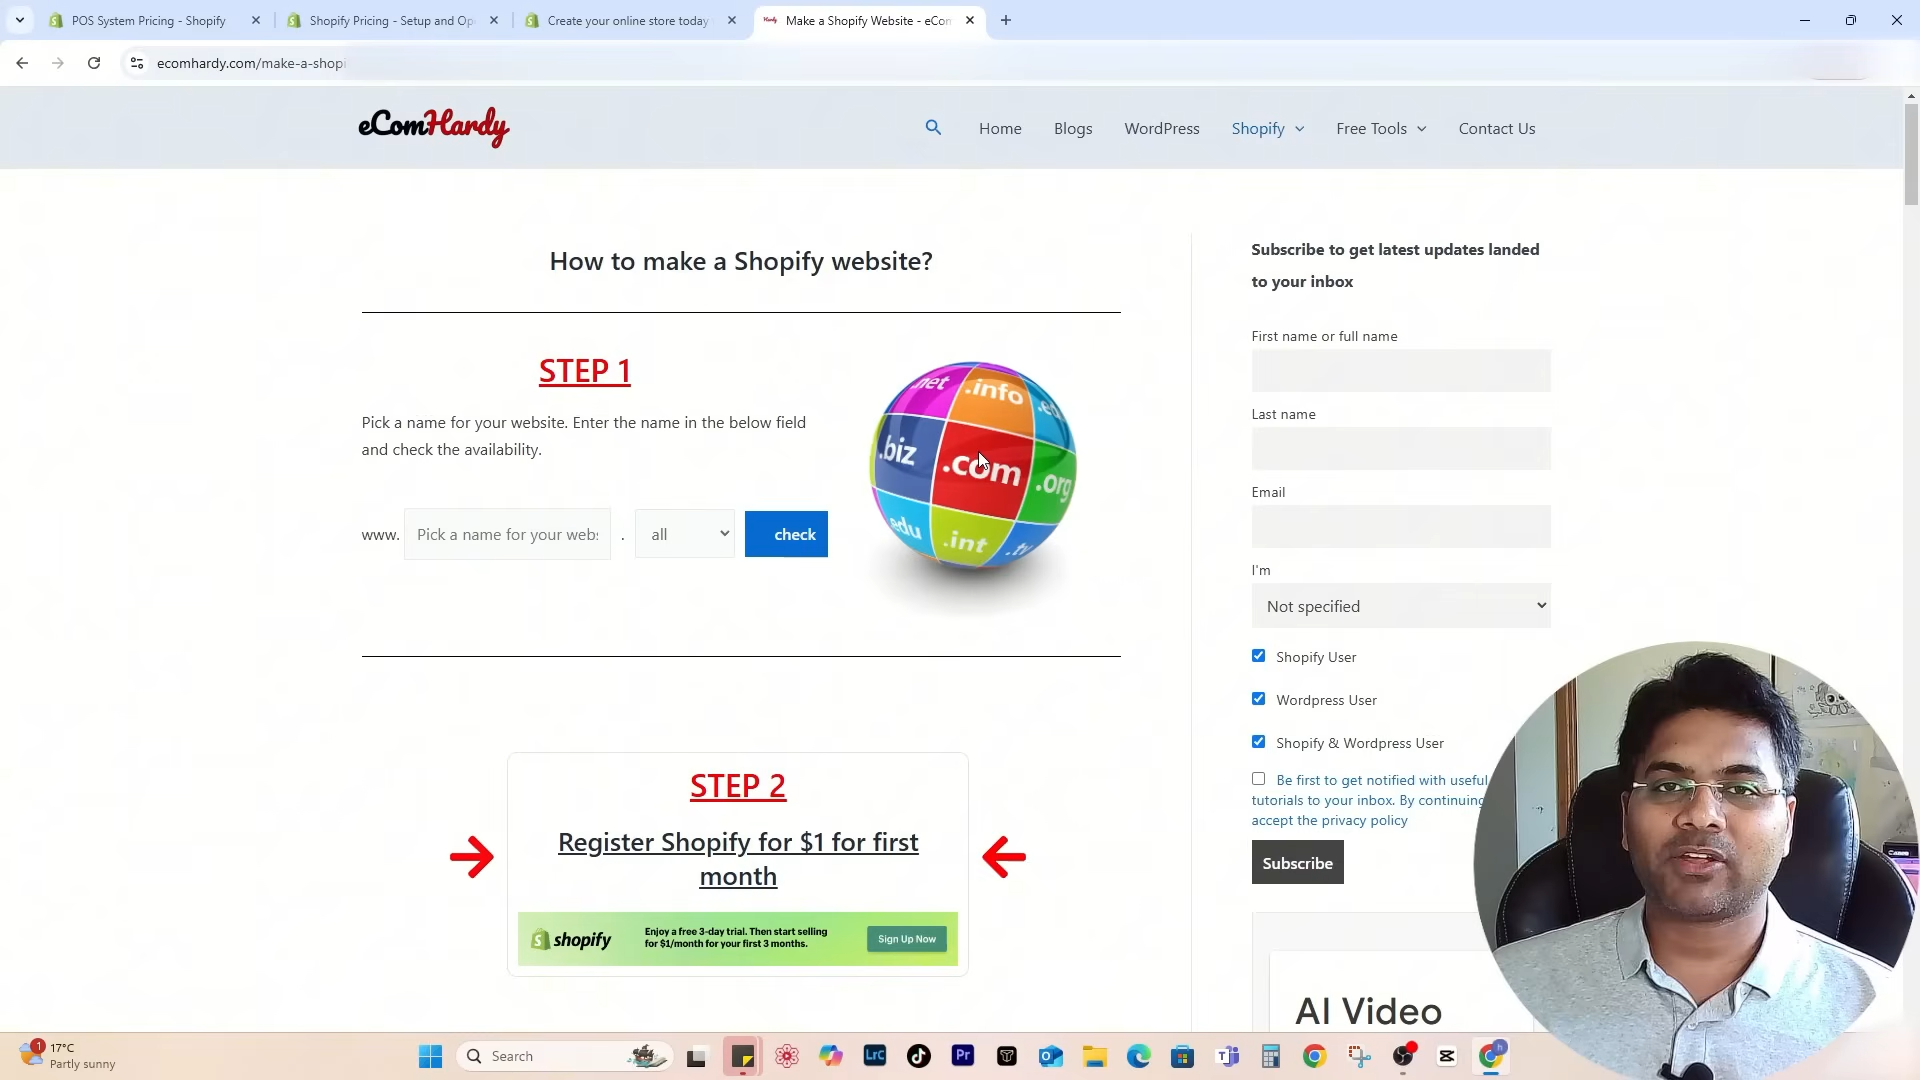 POS System Pricing - Shopify
Shopify Pricing - Setup and Op
Create your online store today
Make a Shopify Website - eCom
ecomhardy.com/make-a-shopi
eComHardy
Home
Blogs
WordPress
Shopify
Free Tools
Contact Us
How to make a Shopify website?
STEP 1
Pick a name for your website. Enter the name in the below field
and check the availability.
www.
Pick a name for your webs
.
all
check
.net
.info
.biz
.com
.org
.edu
.int
STEP 2
Register Shopify for $1 for first
month
shopify
Enjoy a free 3-day trial. Then start selling
for $1/month for your first 3 months.
Sign Up Now
Subscribe to get latest updates landed
to your inbox
First name or full name
Last name
Email
I'm
Not specified
Shopify User
Wordpress User
Shopify & Wordpress User
Be first to get notified with useful
tutorials to your inbox. By continuing
accept the privacy policy
Subscribe
AI Video
1
17°C
Partly sunny
Search
LrC
Pr